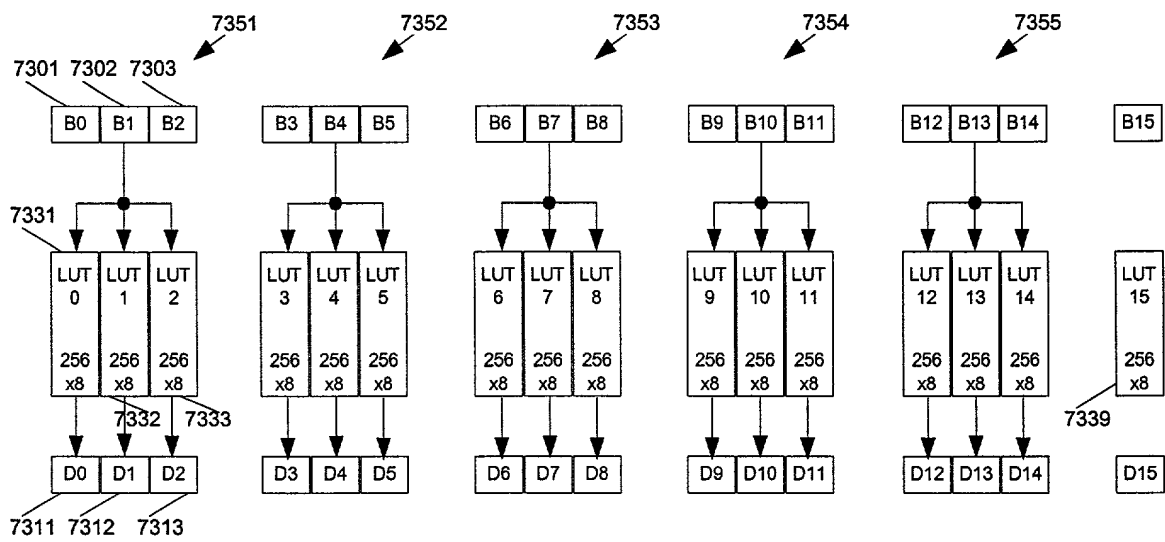 7351 7352 7353 7354 7355
7301 7302 7303
B0 B1 B2 B3 B4 B5 B6 B7 B8 B9 B10 B11 B12 B13 B14 B15
7331
LUT LUT LUT LUT LUT LUT LUT LUT LUT LUT LUT LUT LUT LUT LUT LUT
0 1 2 3 4 5 6 7 8 9 10 11 12 13 14 15
256 256 256 256 256 256 256 256 256 256 256 256 256 256 256 256
x8 x8 x8 x8 x8 x8 x8 x8 x8 x8 x8 x8 x8 x8 x8 x8
7332 7333 7339
D0 D1 D2 D3 D4 D5 D6 D7 D8 D9 D10 D11 D12 D13 D14 D15
7311 7312 7313